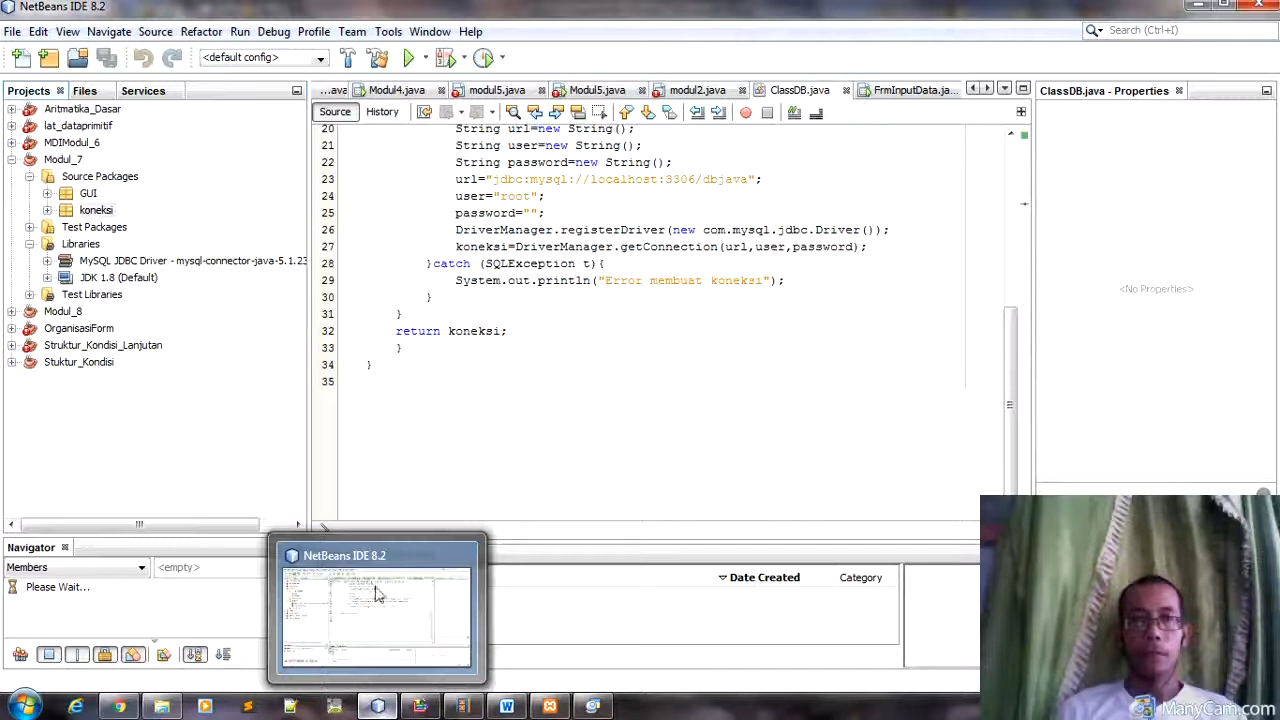 NetBeans IDE 8.2
File Edit View Navigate Source Refactor Run Debug Profile Team Tools Window Help
Search (Ctrl+I)
<default config>
Projects Files Services
...ava Modul4.java modul5.java Modul5.java modul2.java ClassDB.java FrmInputData.ja...
ClassDB.java - Properties
Source History
Aritmatika_Dasar
lat_dataprimitif
MDIModul_6
Modul_7
Source Packages
GUI
koneksi
Test Packages
Libraries
MySQL JDBC Driver - mysql-connector-java-5.1.23
JDK 1.8 (Default)
Test Libraries
Modul_8
OrganisasiForm
Struktur_Kondisi_Lanjutan
Stuktur_Kondisi
20 String url=new String();
21 String user=new String();
22 String password=new String();
23 url="jdbc:mysql://localhost:3306/dbjava";
24 user="root";
25 password="";
26 DriverManager.registerDriver(new com.mysql.jdbc.Driver());
27 koneksi=DriverManager.getConnection(url,user,password);
28 }catch (SQLException t){
29 System.out.println("Error membuat koneksi");
30 }
31 }
32 return koneksi;
33 }
34 }
35
<No Properties>
Navigator
Members <empty>
Please Wait...
NetBeans IDE 8.2
Date Created Category
ManyCam.com